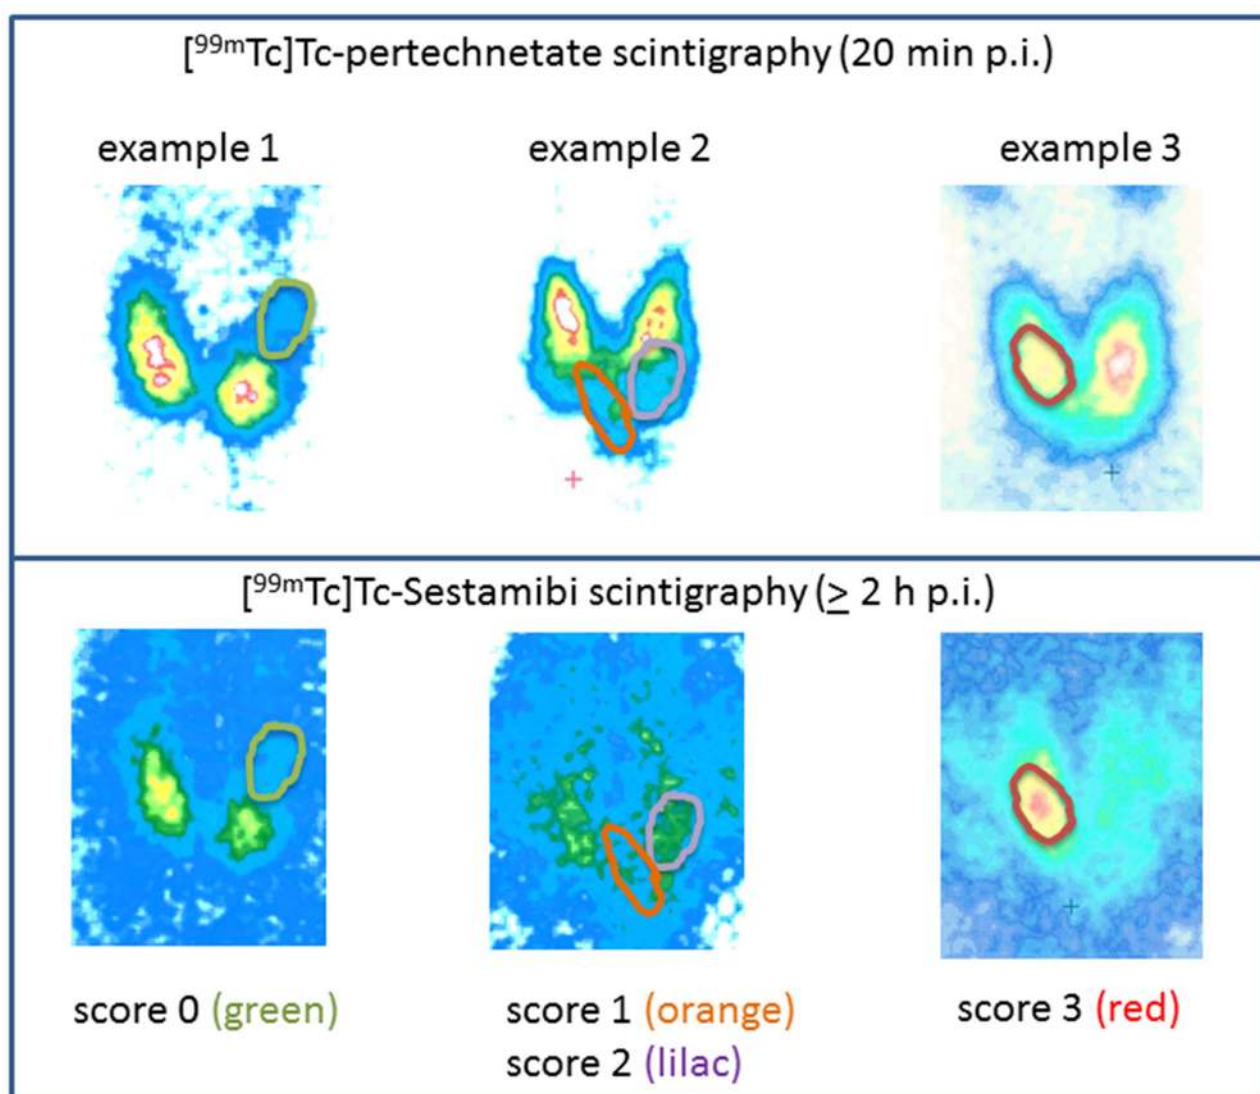 [99mTc]Tc-pertechnetate scintigraphy (20 min p.i.)
example 1 example 2 example 3
[99mTc]Tc-Sestamibi scintigraphy (≥ 2 h p.i.)
score 0 (green) score 1 (orange) score 3 (red)
score 2 (lilac)